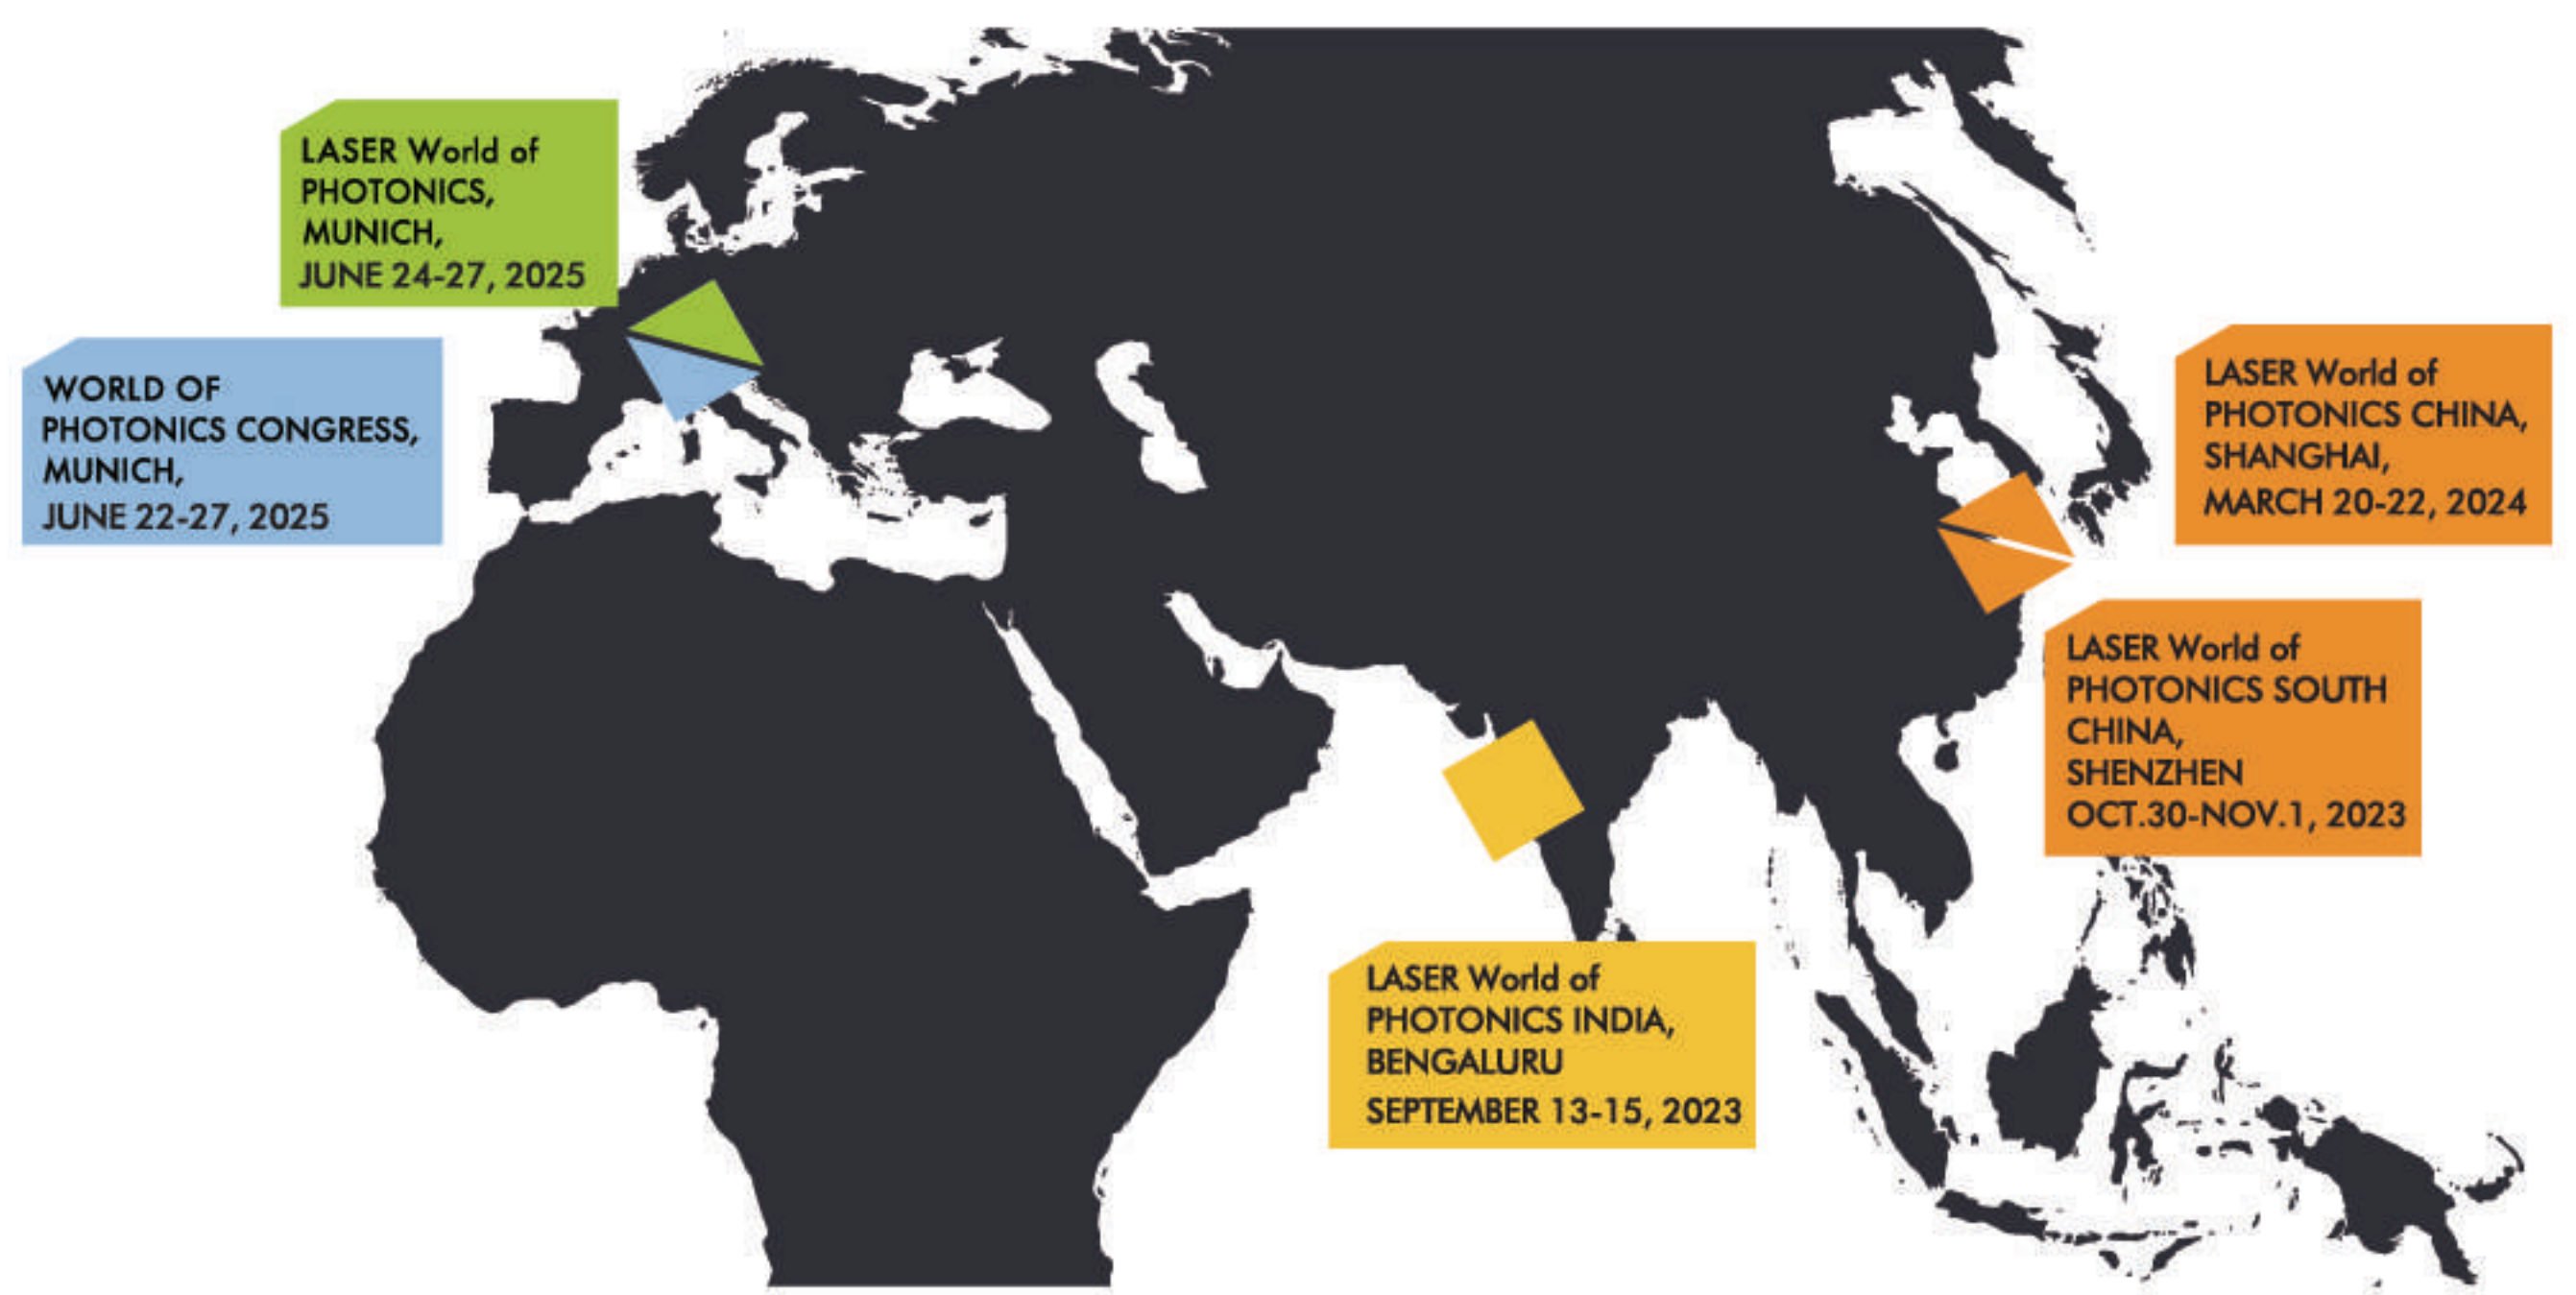 LASER World of
PHOTONICS,
MUNICH,
JUNE 24-27, 2025
WORLD OF
PHOTONICS CONGRESS,
MUNICH,
JUNE 22-27, 2025
LASER World of
PHOTONICS CHINA,
SHANGHAI,
MARCH 20-22, 2024
LASER World of
PHOTONICS SOUTH
CHINA,
SHENZHEN
OCT.30-NOV.1, 2023
LASER World of
PHOTONICS INDIA,
BENGALURU
SEPTEMBER 13-15, 2023